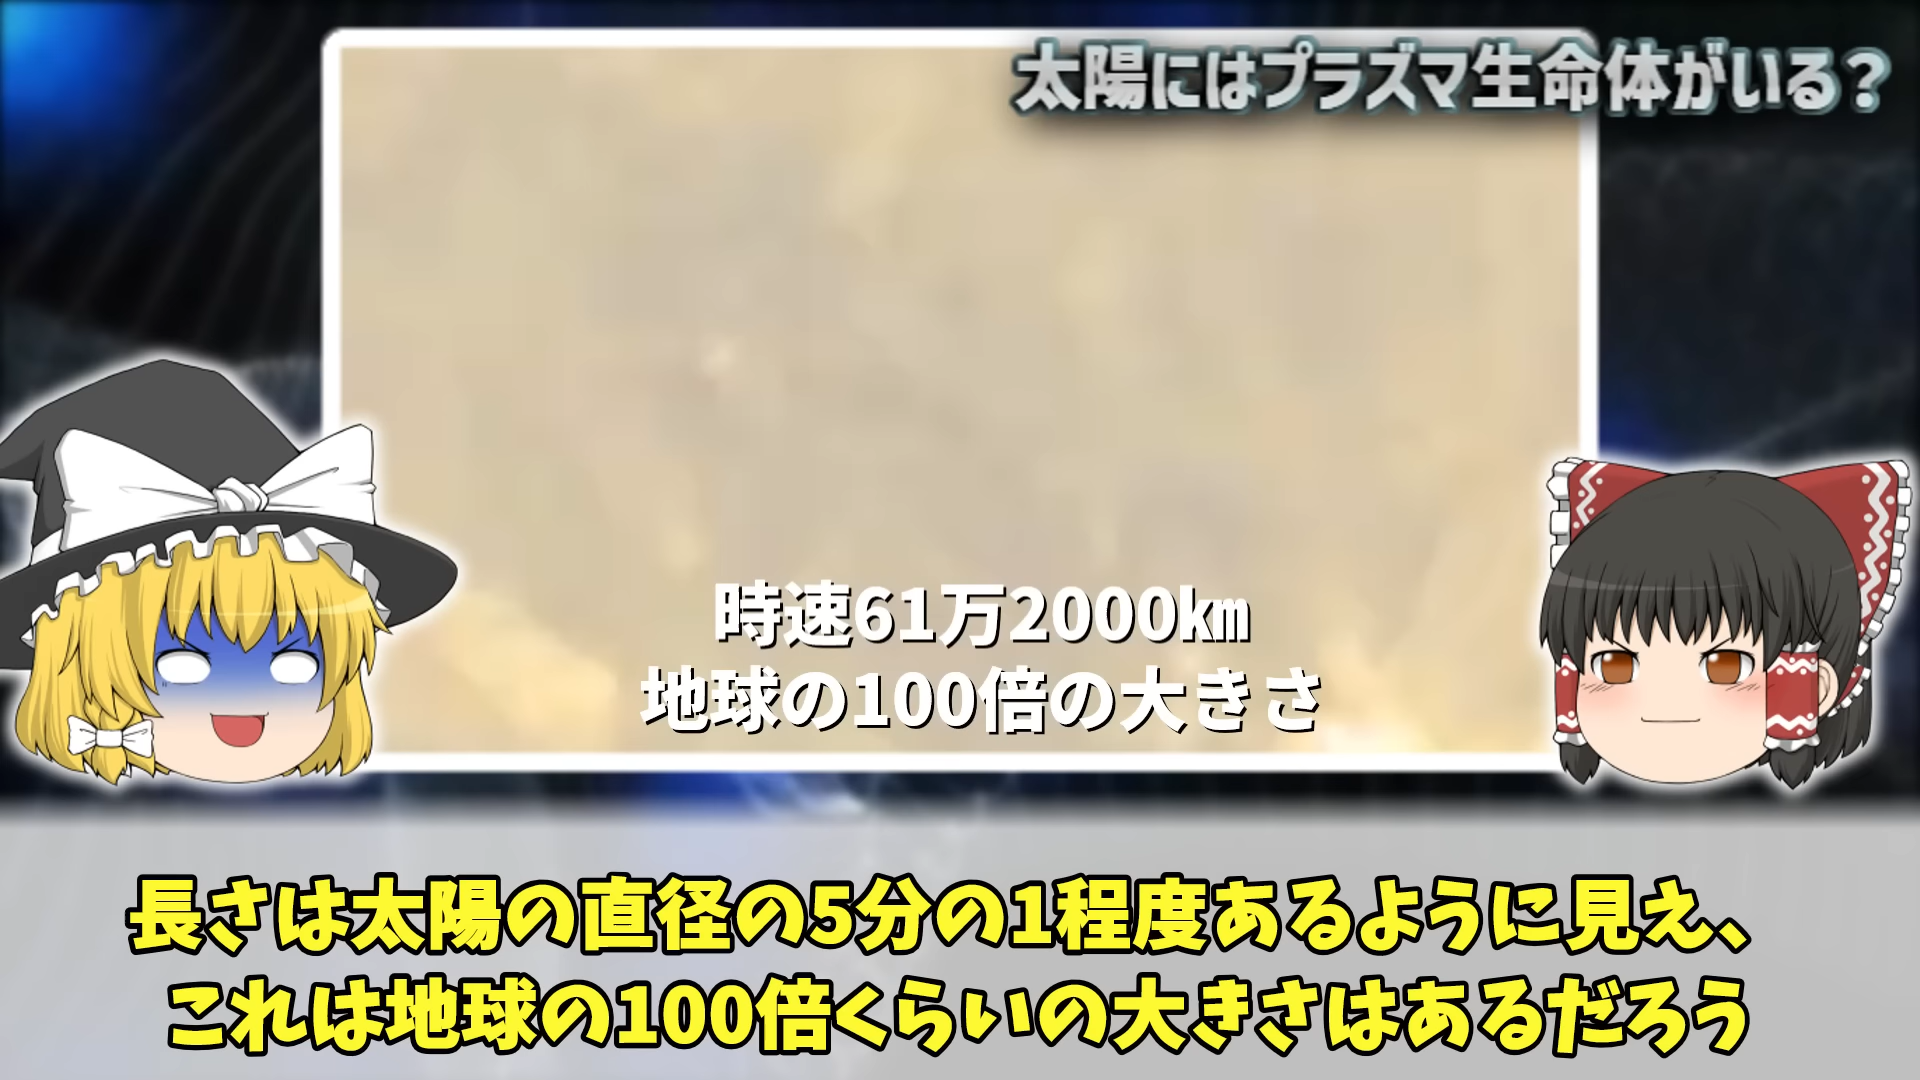 太陽にはプラズマ生命体がいる？
時速61万2000㎞
地球の100倍の大きさ
長さは太陽の直径の5分の1程度あるように見え、
これは地球の100倍くらいの大きさはあるだろう